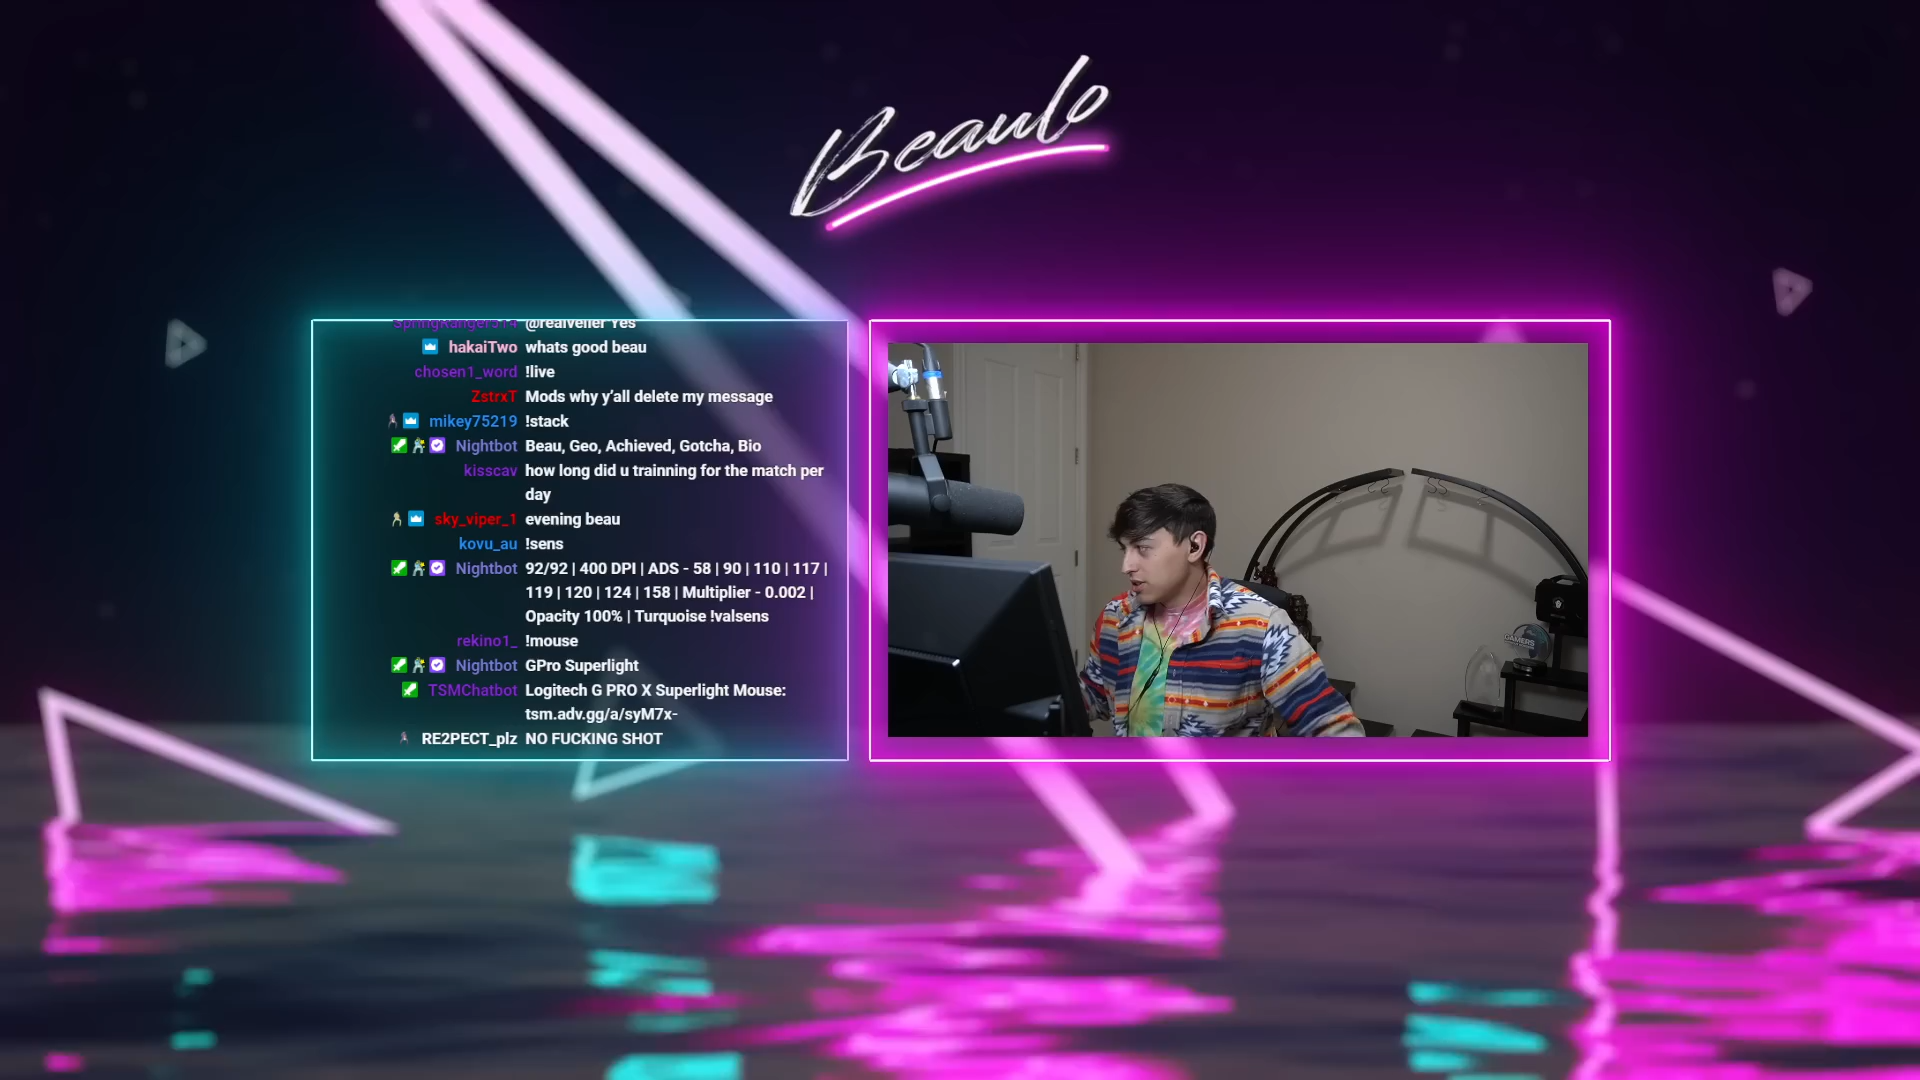 Beaulo
SpringRanger514 @realveller Yes
hakaiTwo whats good beau
chosen1_word !live
ZstrxT Mods why y'all delete my message
mikey75219 !stack
Nightbot Beau, Geo, Achieved, Gotcha, Bio
kisscav how long did u trainning for the match per
day
sky_viper_1 evening beau
kovu_au !sens
Nightbot 92/92 | 400 DPI | ADS - 58 | 90 | 110 | 117 |
119 | 120 | 124 | 158 | Multiplier - 0.002 |
Opacity 100% | Turquoise !valsens
rekino1_ !mouse
Nightbot GPro Superlight
TSMChatbot Logitech G PRO X Superlight Mouse:
tsm.adv.gg/a/syM7x-
RE2PECT_plz NO FUCKING SHOT
GAMERS